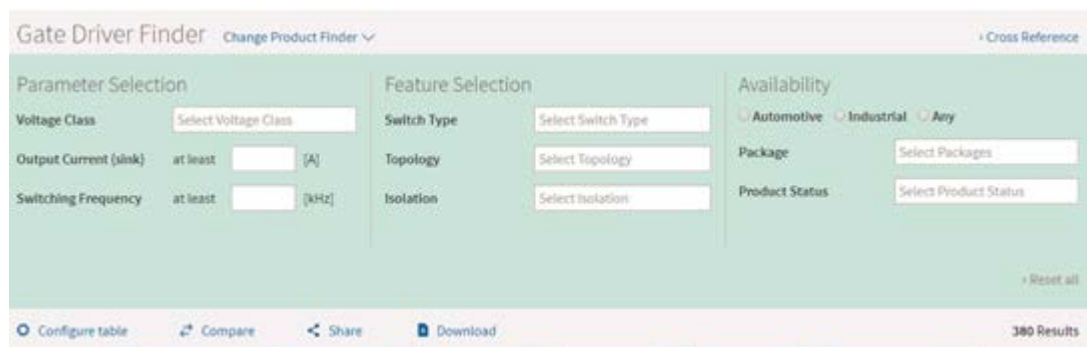 Gate Driver Finder Change Product Finder
› Cross Reference
Parameter Selection
Voltage Class Select Voltage Class
Output Current (sink) at least [A]
Switching Frequency at least [kHz]
Feature Selection
Switch Type Select Switch Type
Topology Select Topology
Isolation Select Isolation
Availability
Automotive Industrial Any
Package Select Packages
Product Status Select Product Status
› Reset all
Configure table Compare Share Download
380 Results